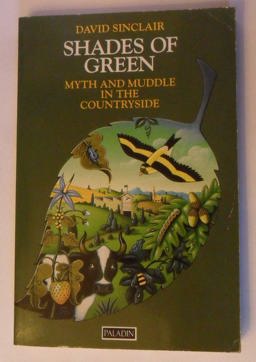 DAVID SINCLAIR
SHADES OF
GREEN
MYTH AND MUDDLE
IN THE
COUNTRYSIDE
PALADIN